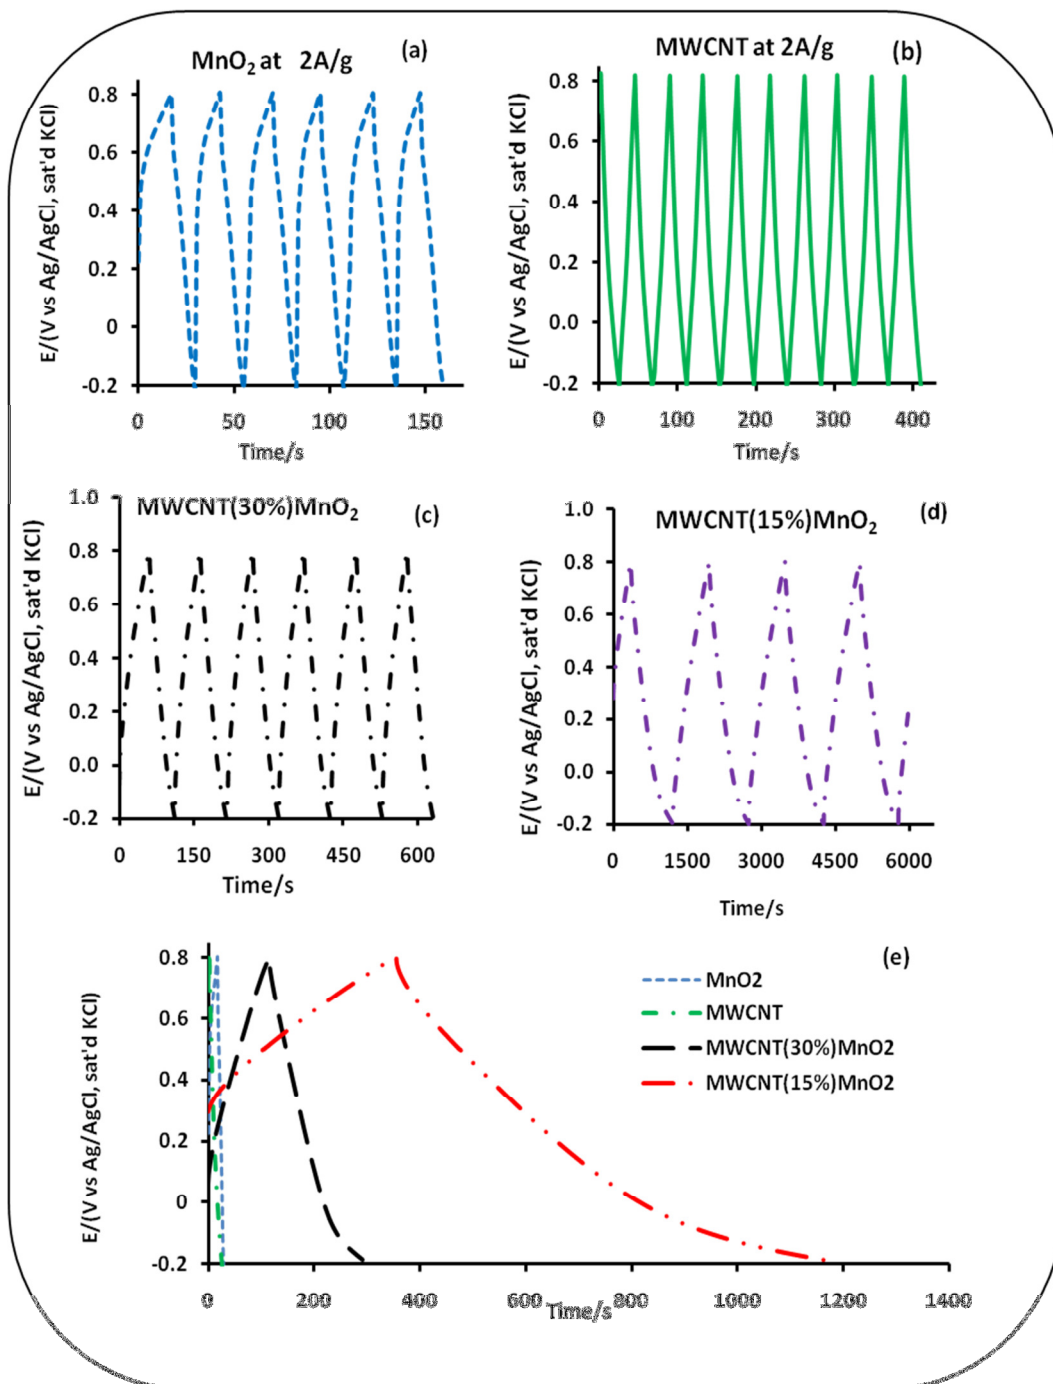 MnO2 at 2A/g (a)
E/(V vs Ag/AgCl, sat'd KCl)
0.8
0.6
0.4
0.2
0
-0.2
0 50 100 150
Time/s
MWCNT at 2A/g (b)
E/(V vs Ag/AgCl, sat'd KCl)
0.8
0.6
0.4
0.2
0.0
-0.2
0 100 200 300 400
Time/s
MWCNT(30%)MnO2 (c)
E/(V vs Ag/AgCl, sat'd KCl)
1.0
0.8
0.6
0.4
0.2
0.0
-0.2
0 150 300 450 600
Time/s
MWCNT(15%)MnO2 (d)
E/(V vs Ag/AgCl, sat'd KCl)
1.0
0.8
0.6
0.4
0.2
0.0
-0.2
0 1500 3000 4500 6000
Time/s
(e)
E/(V vs Ag/AgCl, sat'd KCl)
0.8
0.6
0.4
0.2
0
-0.2
0 200 400 600 800 1000 1200 1400
Time/s
MnO2
MWCNT
MWCNT(30%)MnO2
MWCNT(15%)MnO2